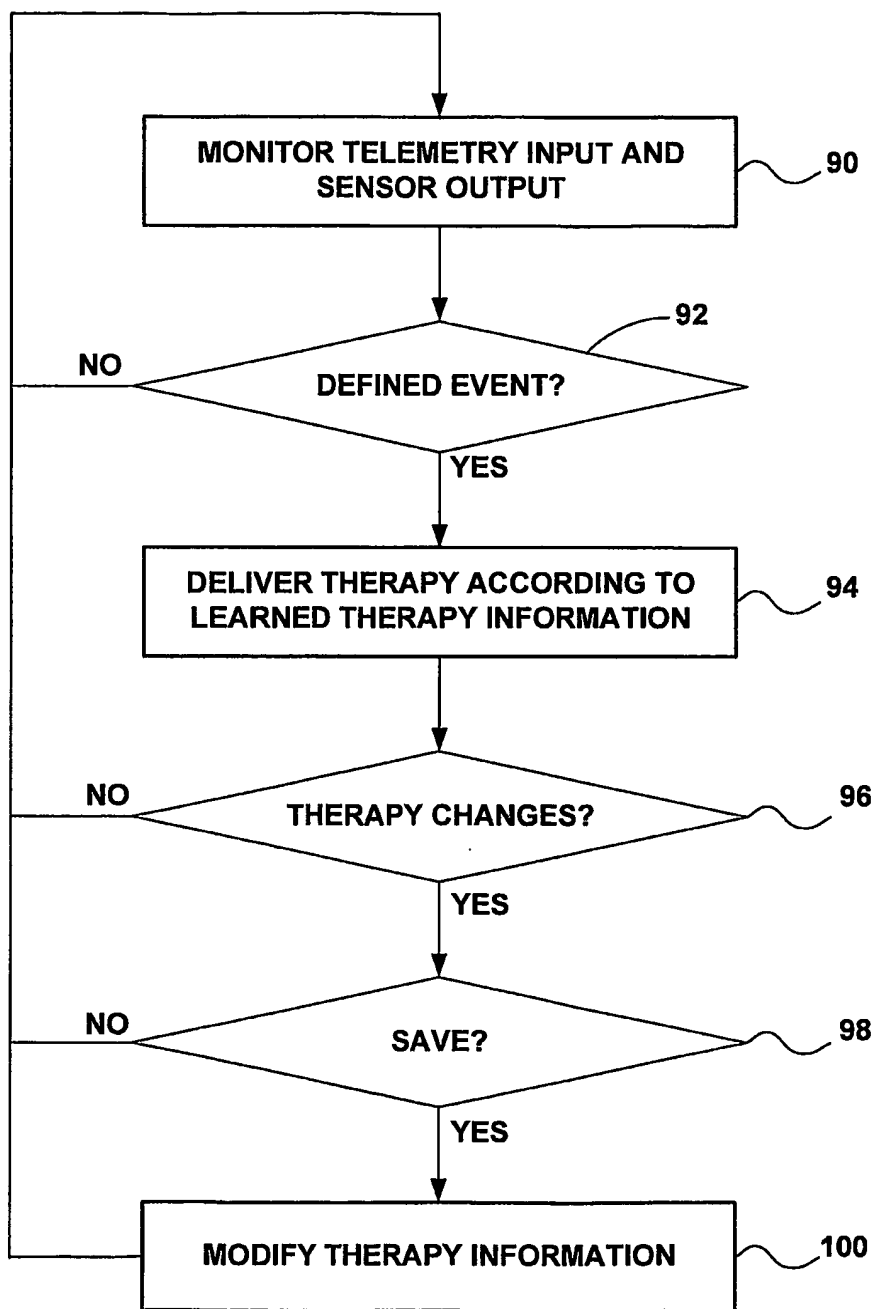 MONITOR TELEMETRY INPUT AND
SENSOR OUTPUT
90
92
NO
DEFINED EVENT?
YES
DELIVER THERAPY ACCORDING TO
LEARNED THERAPY INFORMATION
94
NO
THERAPY CHANGES?
96
YES
NO
SAVE?
98
YES
MODIFY THERAPY INFORMATION
100